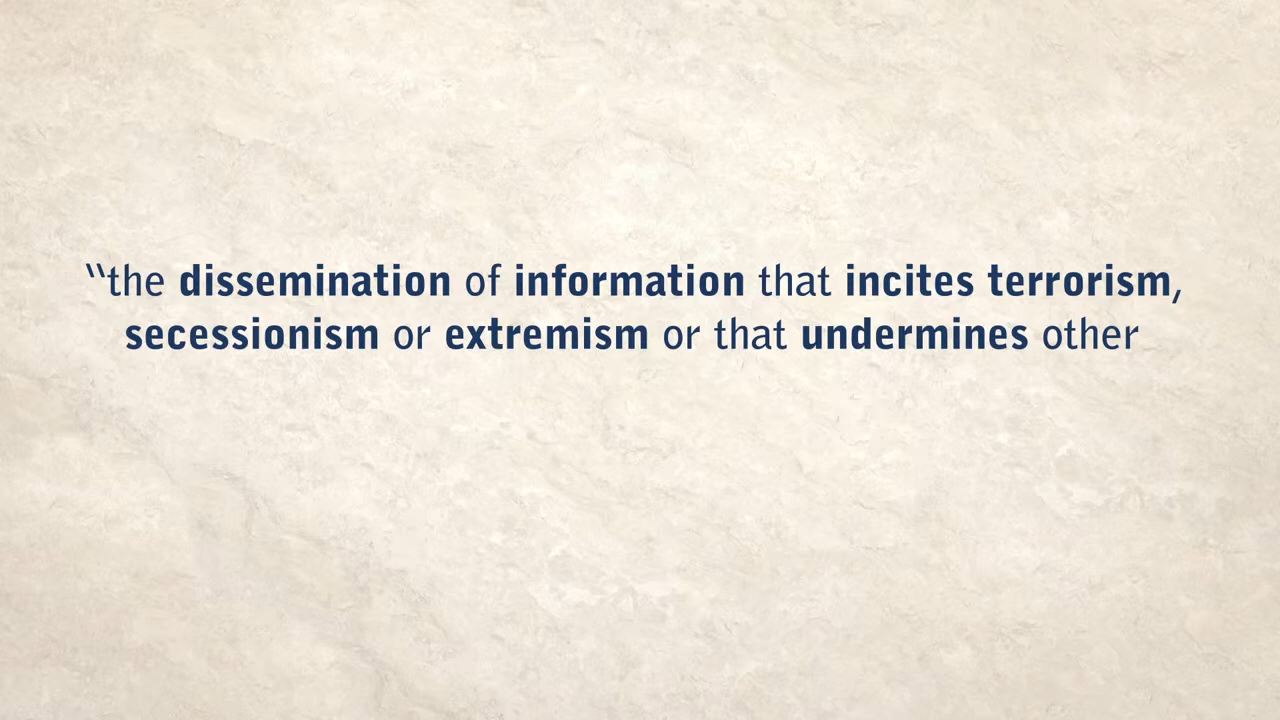 “the dissemination of information that incites terrorism,
secessionism or extremism or that undermines other